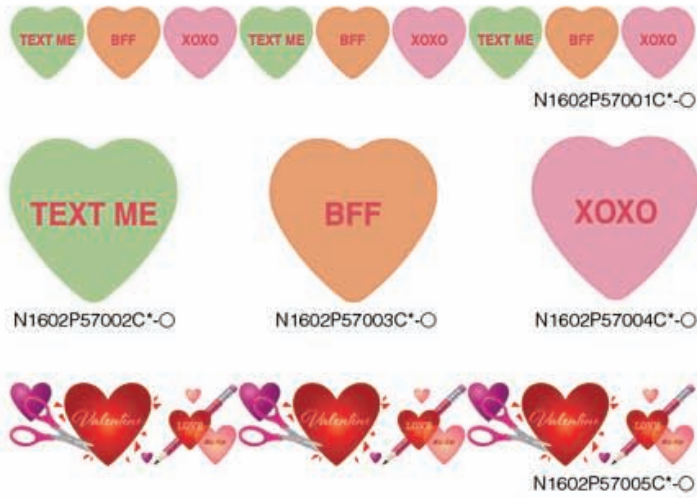 TEXT ME BFF XOXO TEXT ME BFF XOXO TEXT ME BFF XOXO
N1602P57001C*-○
TEXT ME BFF XOXO
N1602P57002C*-○ N1602P57003C*-○ N1602P57004C*-○
Valentine LOVE Valentine LOVE Valentine LOVE
N1602P57005C*-○